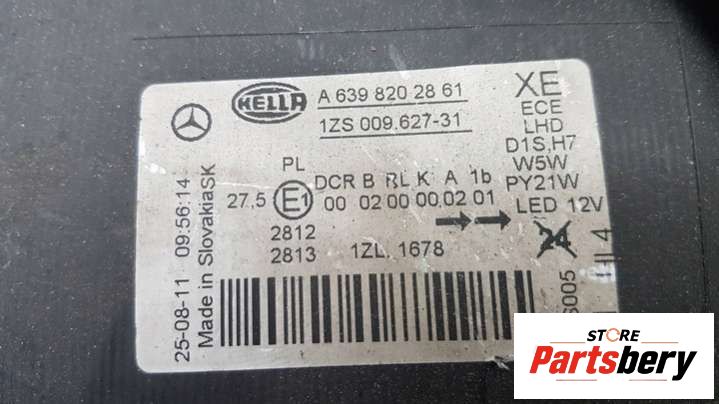 HELLA
A 639 820 28 61
1ZS 009.627-31
XE
ECE
LHD
D1S,H7
W5W
PY21W
LED 12V
PL
DCR B RL K A 1b
27,5 E1 00 02 00 00,02 01
2812
2813 1ZL 1678
24
25-08-11 09:56:14
Made in SlovakiaSK
STORE
Partsbery